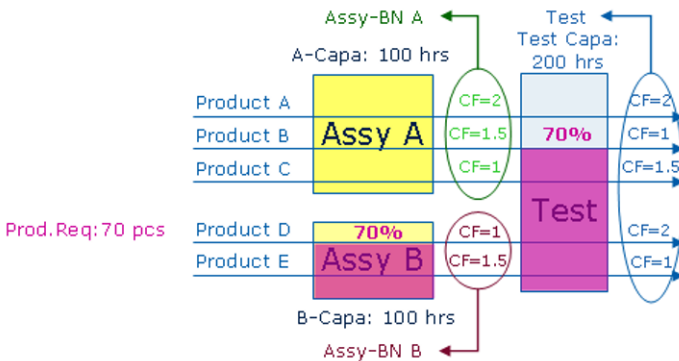 Assy-BN A
Test
Test Capa:
200 hrs
A-Capa: 100 hrs
Product A
CF=2
CF=2
Product B
Assy A
CF=1.5
70%
CF=1
Product C
CF=1
CF=1.5
Test
Prod.Req:70 pcs
Product D
70%
CF=1
CF=2
Product E
Assy B
CF=1.5
CF=1
B-Capa: 100 hrs
Assy-BN B